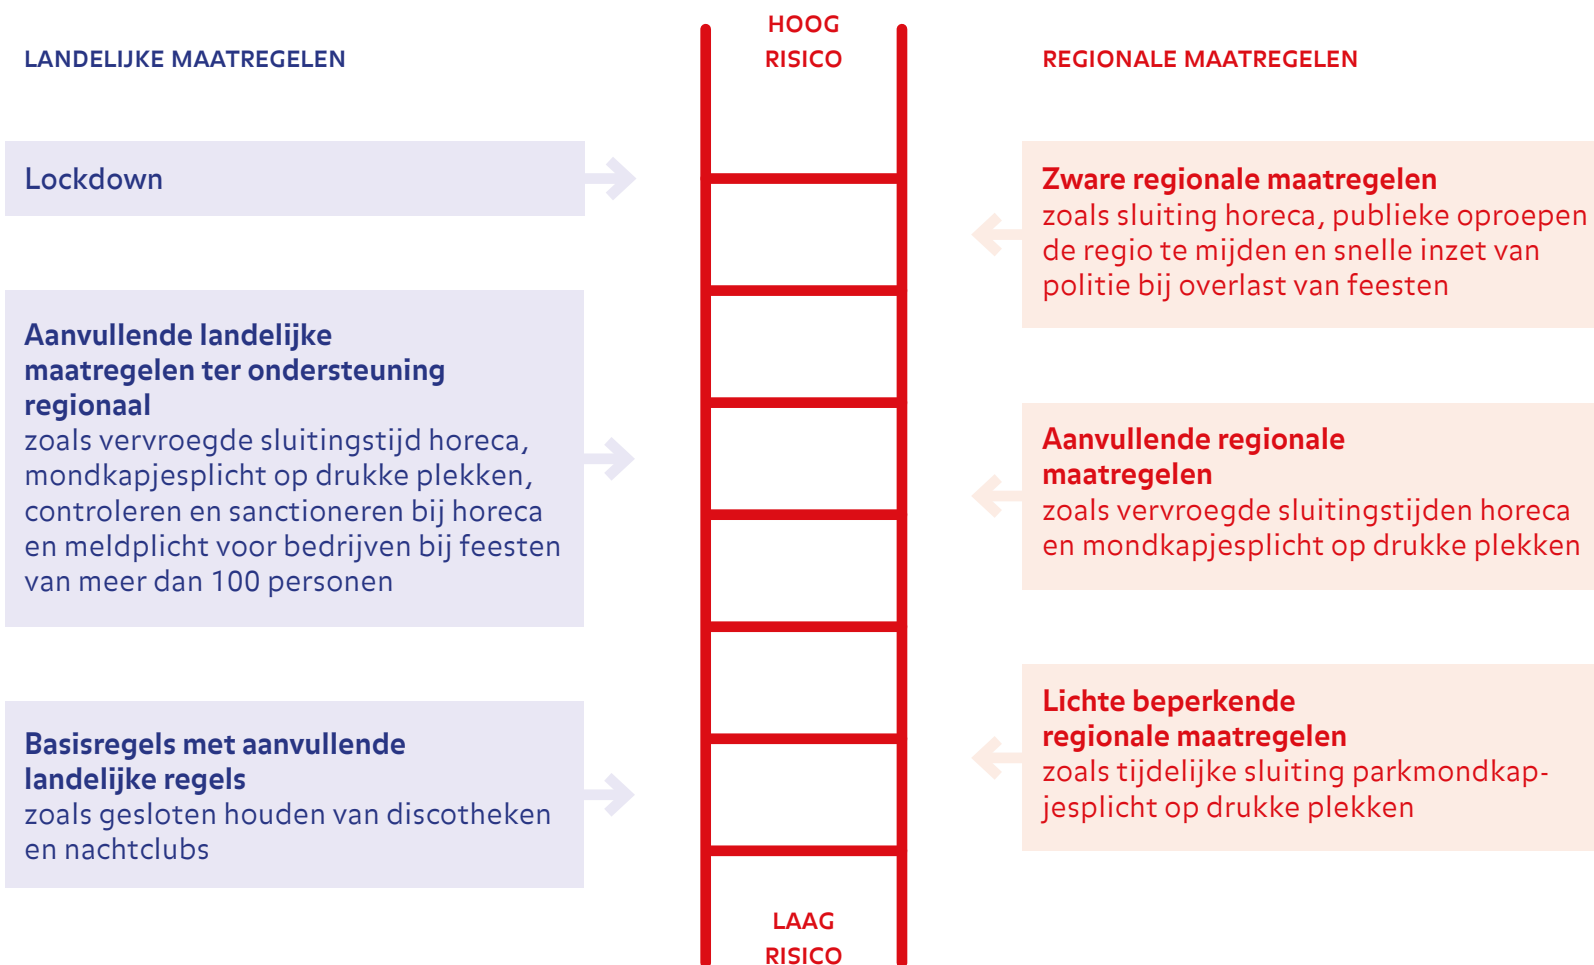 LANDELIJKE MAATREGELEN
Lockdown
Aanvullende landelijke
maatregelen ter ondersteuning
regionaal
zoals vervroegde sluitingstijd horeca,
mondkapjesplicht op drukke plekken,
controleren en sanctioneren bij horeca
en meldplicht voor bedrijven bij feesten
van meer dan 100 personen
Basisregels met aanvullende
landelijke regels
zoals gesloten houden van discotheken
en nachtclubs
HOOG
RISICO
LAAG
RISICO
REGIONALE MAATREGELEN
Zware regionale maatregelen
zoals sluiting horeca, publieke oproepen
de regio te mijden en snelle inzet van
politie bij overlast van feesten
Aanvullende regionale
maatregelen
zoals vervroegde sluitingstijden horeca
en mondkapjesplicht op drukke plekken
Lichte beperkende
regionale maatregelen
zoals tijdelijke sluiting parkmondkap-
jesplicht op drukke plekken